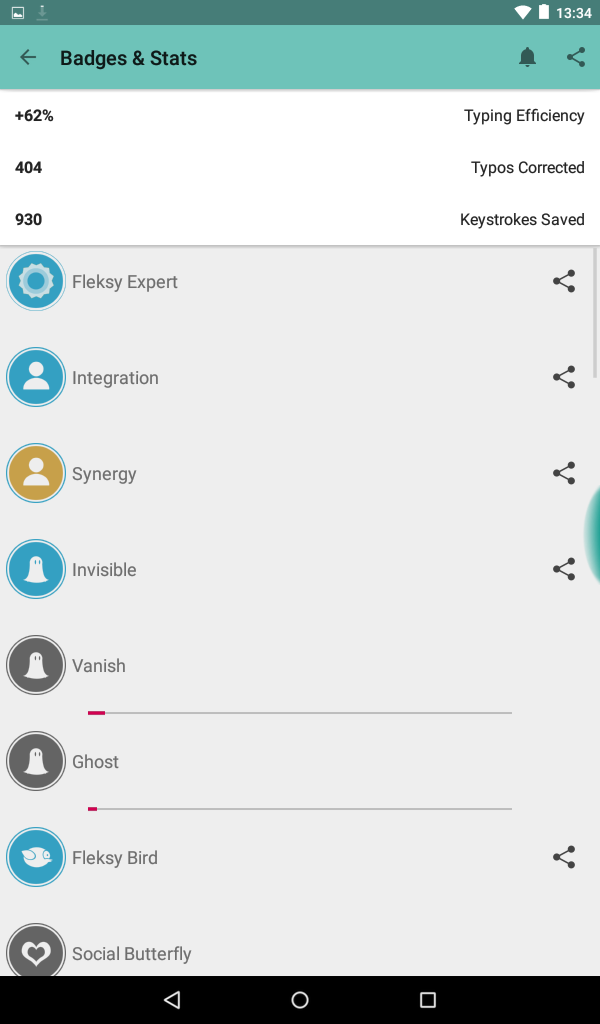 13:34
Badges & Stats
+62% Typing Efficiency
404 Typos Corrected
930 Keystrokes Saved
Fleksy Expert
Integration
Synergy
Invisible
Vanish
Ghost
Fleksy Bird
Social Butterfly